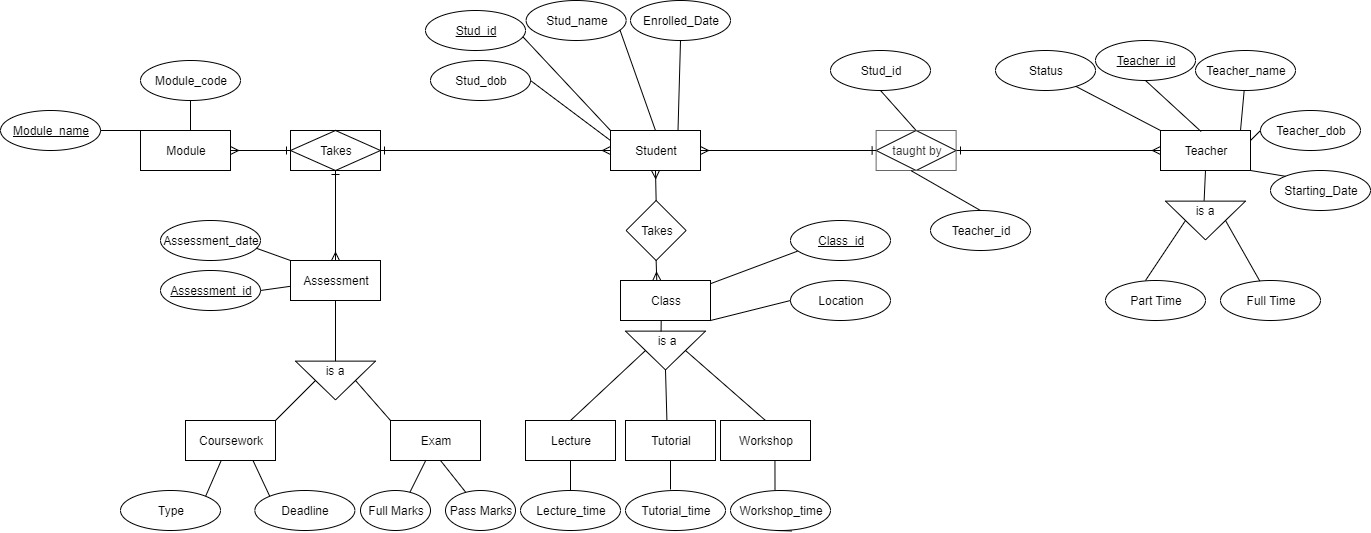 Stud_id
Stud_name
Enrolled_Date
Stud_dob
Module_code
Module_name
Module
Takes
Student
Stud_id
taught by
Teacher_id
Status
Teacher_id
Teacher_name
Teacher_dob
Starting_Date
Teacher
is a
Part Time
Full Time
Assessment_date
Assessment_id
Assessment
is a
Coursework
Exam
Type
Deadline
Full Marks
Pass Marks
Takes
Class_id
Class
Location
is a
Lecture
Tutorial
Workshop
Lecture_time
Tutorial_time
Workshop_time